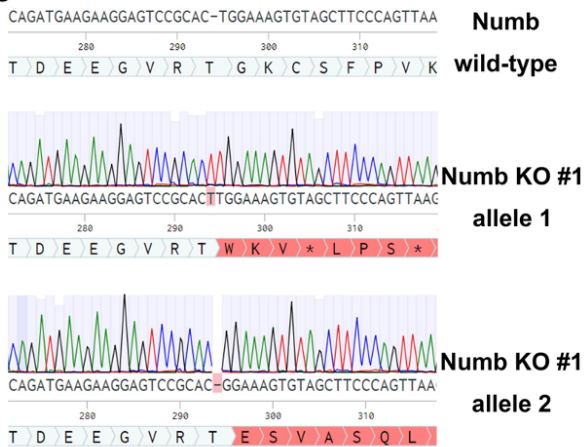 CAGATGAAGAAGGAGTCCGCAC-TGGAAAGTGTAGCTTCCCAGTTAA
280 290 300 310
T D E E G V R T G K C S F P V K
Numb
wild-type
CAGATGAAGAAGGAGTCCGCACTTGGAAAGTGTAGCTTCCCAGTTAAG
280 290 300 310
T D E E G V R T W K V * L P S *
Numb KO #1
allele 1
CAGATGAAGAAGGAGTCCGCAC-GGAAAGTGTAGCTTCCCAGTTAA
280 290 300 310
T D E E G V R T E S V A S Q L
Numb KO #1
allele 2